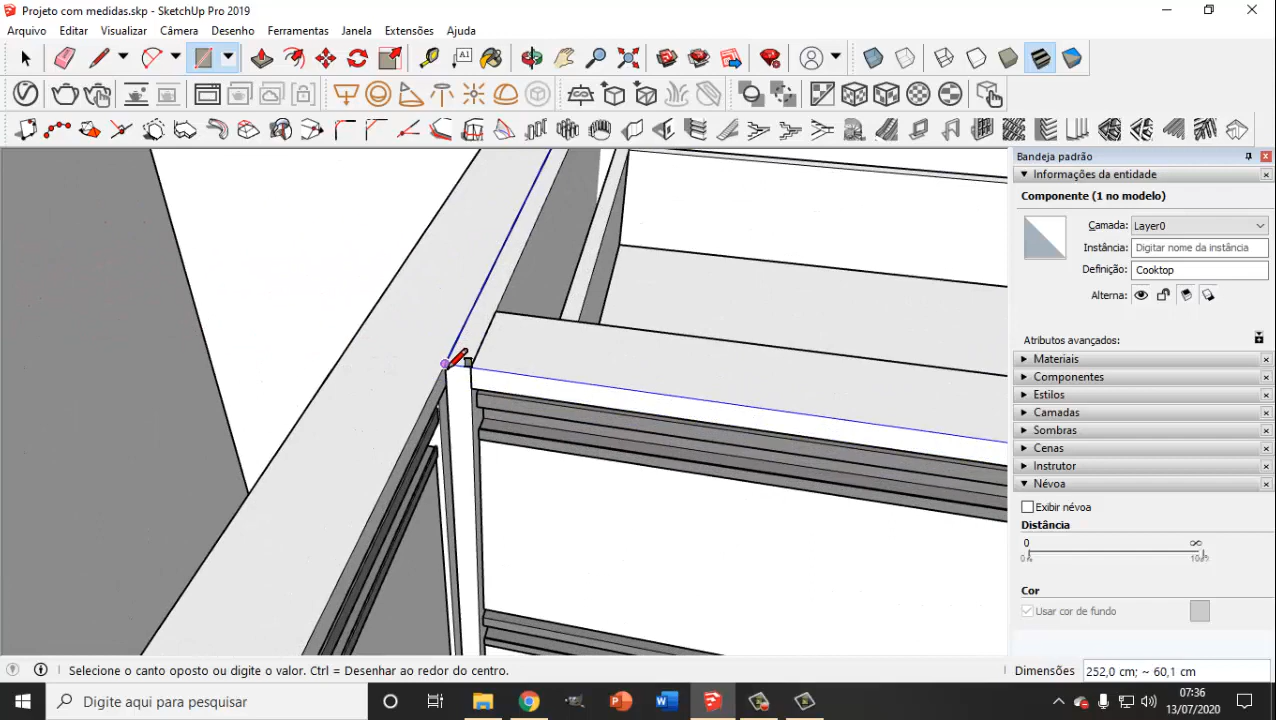 Projeto com medidas.skp - SketchUp Pro 2019
Arquivo Editar Visualizar Câmera Desenho Ferramentas Janela Extensões Ajuda
A1
Bandeja padrão
Informações da entidade
Componente (1 no modelo)
Camada: Layer0
Instância: Digitar nome da instância
Definição: Cooktop
Alterna:
Atributos avançados:
Materiais
Componentes
Estilos
Camadas
Sombras
Cenas
Instrutor
Névoa
Exibir névoa
Distância
0 ∞
Cor
Usar cor de fundo
Selecione o canto oposto ou digite o valor. Ctrl = Desenhar ao redor do centro.
Dimensões 252,0 cm; ~ 60,1 cm
Digite aqui para pesquisar
07:36
13/07/2020